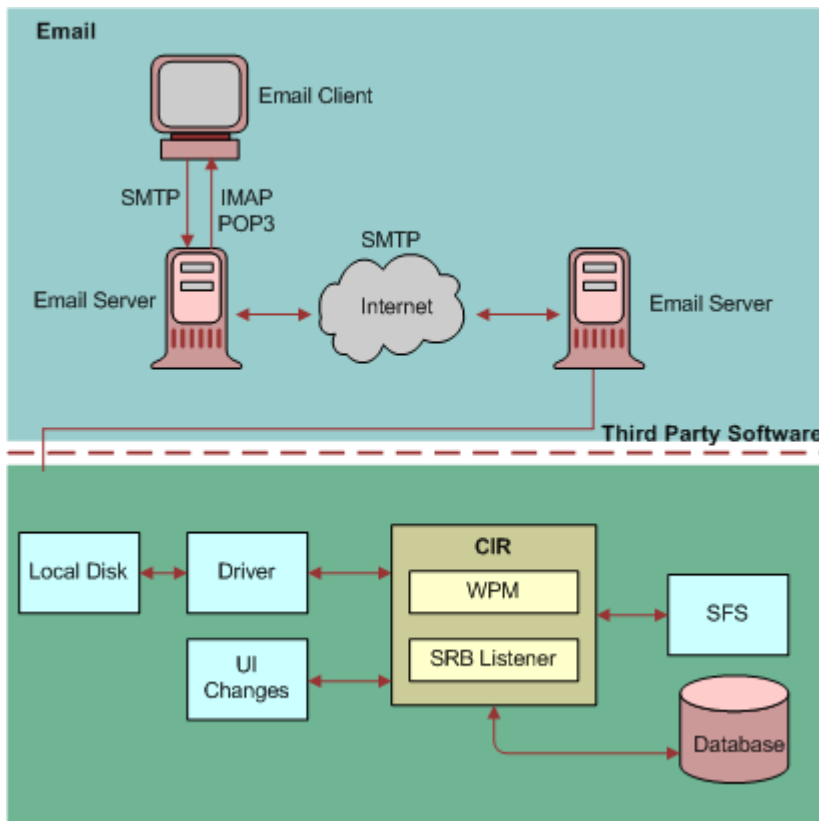 Email
Email Client
SMTP
IMAP
POP3
SMTP
Email Server
Internet
Email Server
Third Party Software
CIR
Local Disk
Driver
WPM
SFS
UI
Changes
SRB Listener
Database